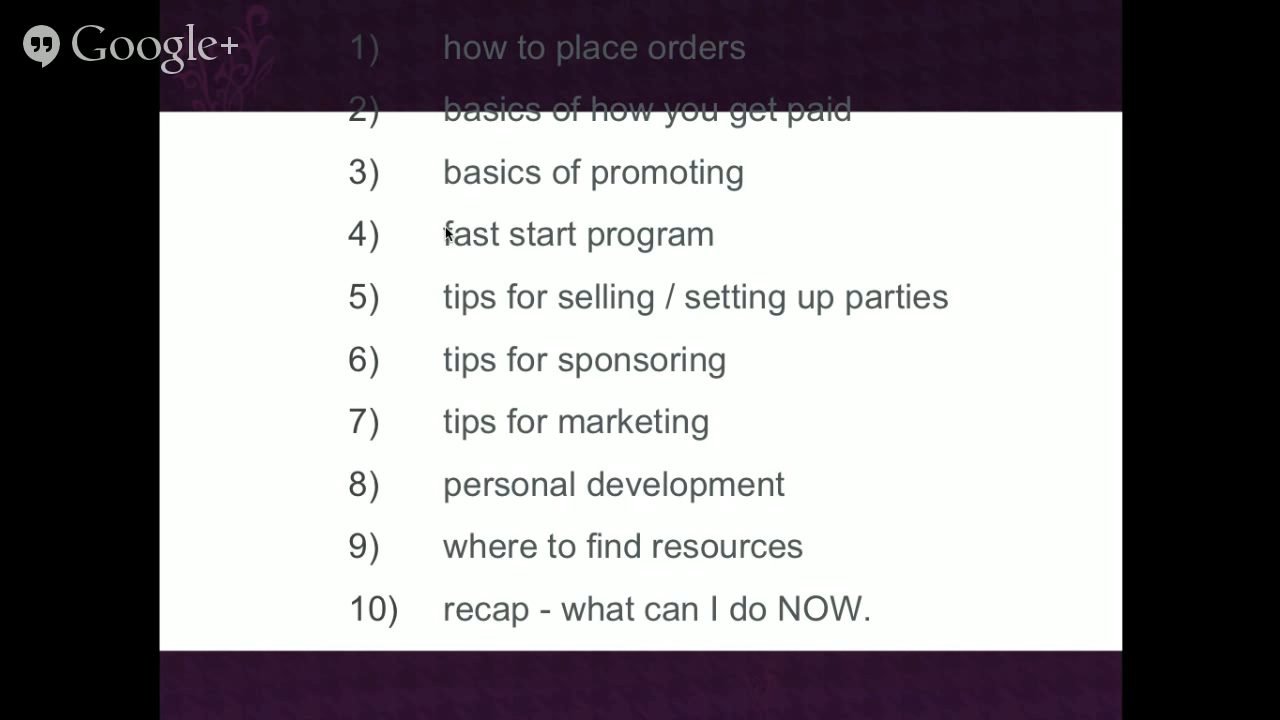 Google+
1) how to place orders
2) basics of how you get paid
3) basics of promoting
4) fast start program
5) tips for selling / setting up parties
6) tips for sponsoring
7) tips for marketing
8) personal development
9) where to find resources
10) recap - what can I do NOW.